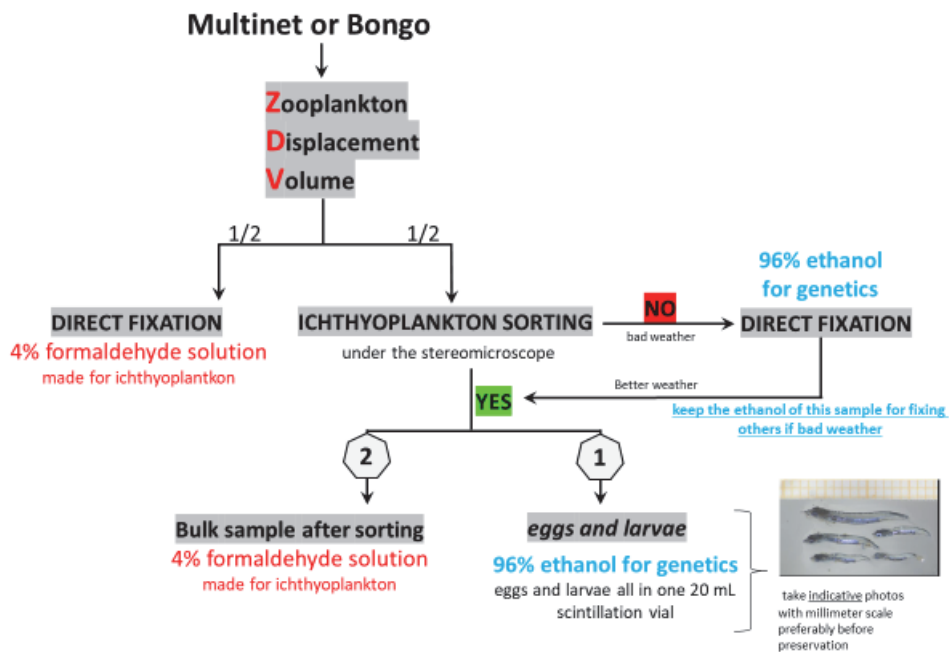 Multinet or Bongo
Zooplankton
Displacement
Volume
1/2
1/2
DIRECT FIXATION
4% formaldehyde solution
made for ichthyoplantkon
ICHTHYOPLANKTON SORTING
under the stereomicroscope
NO
bad weather
96% ethanol
for genetics
DIRECT FIXATION
Better weather
keep the ethanol of this sample for fixing
others if bad weather
YES
2
1
Bulk sample after sorting
4% formaldehyde solution
made for ichthyoplankton
eggs and larvae
96% ethanol for genetics
eggs and larvae all in one 20 mL
scintillation vial
take indicative photos
with millimeter scale
preferably before
preservation